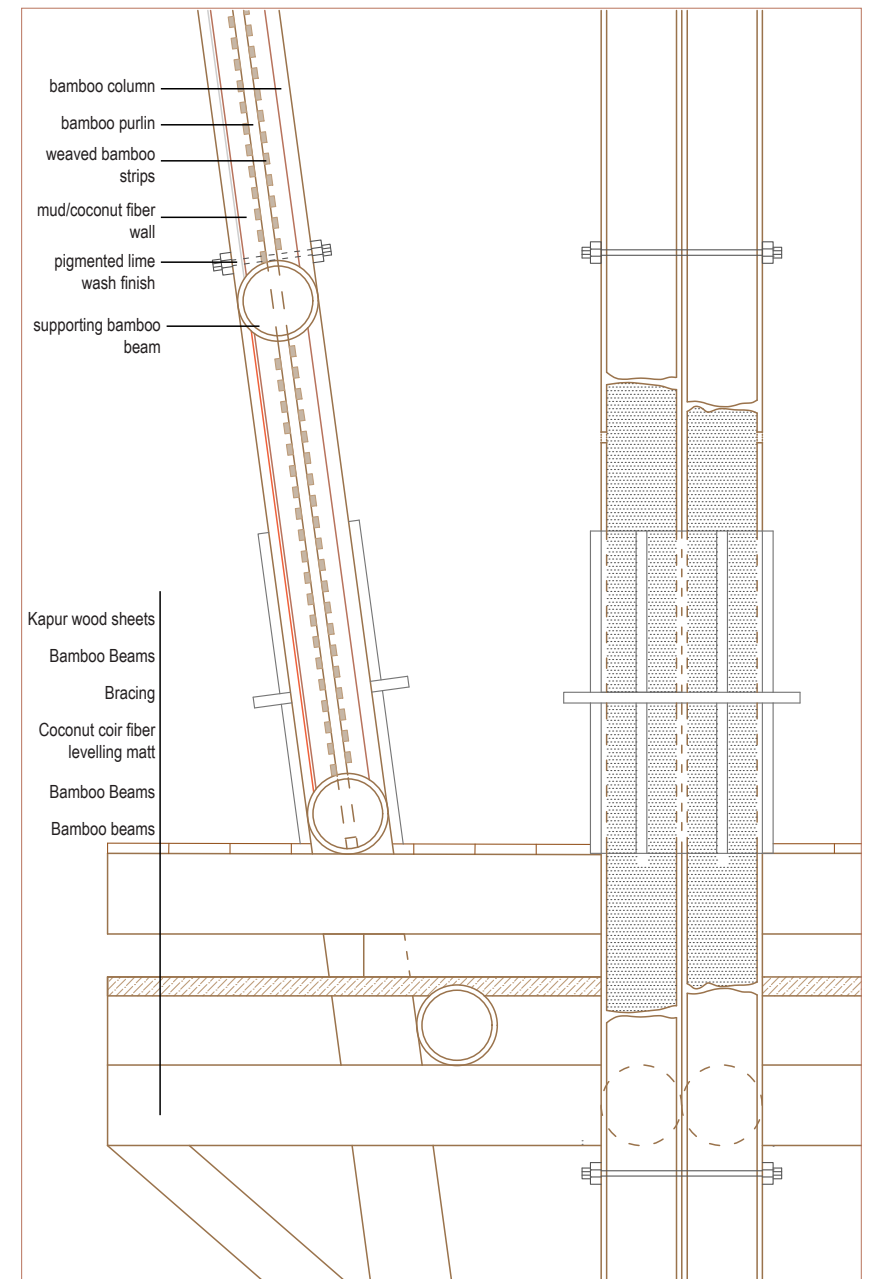 bamboo column
bamboo purlin
weaved bamboo
strips
mud/coconut fiber
wall
pigmented lime
wash finish
supporting bamboo
beam
Kapur wood sheets
Bamboo Beams
Bracing
Coconut coir fiber
levelling matt
Bamboo Beams
Bamboo beams